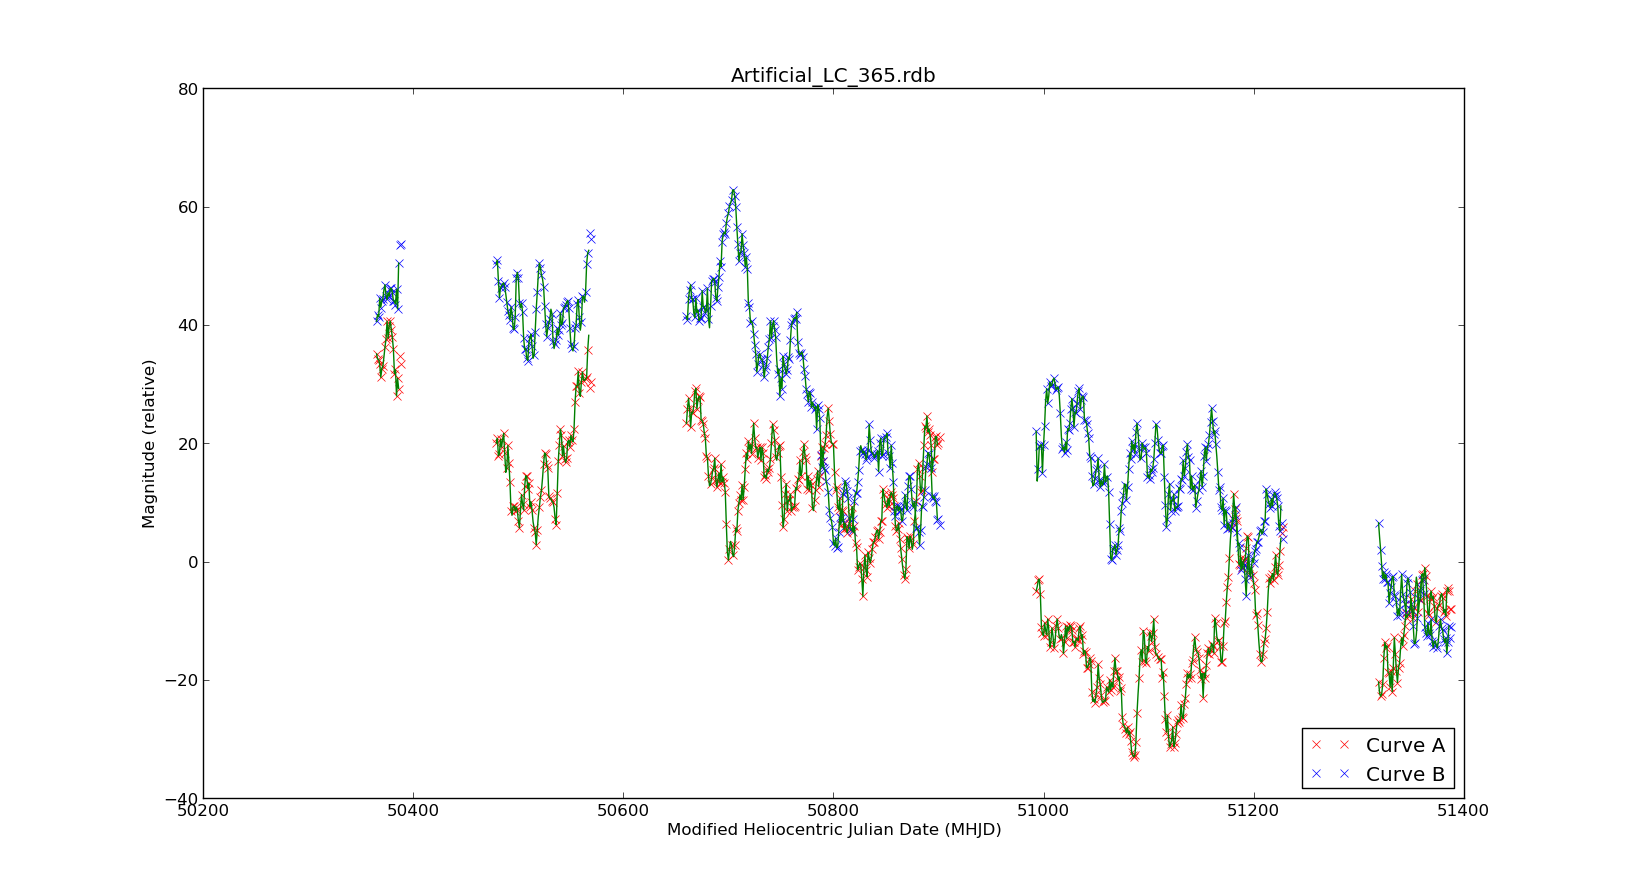 Artificial_LC_365.rdb
80
60
40
20
0
−20
−40
Magnitude (relative)
Curve A
Curve B
50200 50400 50600 50800 51000 51200 51400
Modified Heliocentric Julian Date (MHJD)